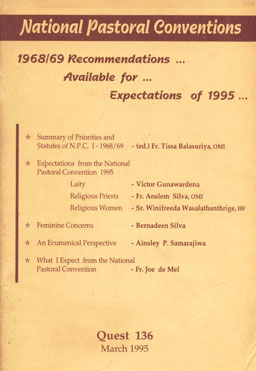 National Pastoral Conventions
1968/69 Recommendations ...
Available for ...
Expectations of 1995 ...
☆ Summary of Priorities and
Statutes of N.P.C. I - 1968/69 - (ed.) Fr. Tissa Balasuriya, OMI
☆ Expectations from the National
Pastoral Convention 1995
Laity - Victor Gunawardena
Religious Priests - Fr. Anslem Silva, OMI
Religious Women - Sr. Winifreeda Wasalathanthrige, HF
☆ Feminine Concerns - Bernadeen Silva
☆ An Ecumenical Perspective - Ainsley P. Samarajiwa
☆ What I Expect from the National
Pastoral Convention - Fr. Joe de Mel
Quest 136
March 1995